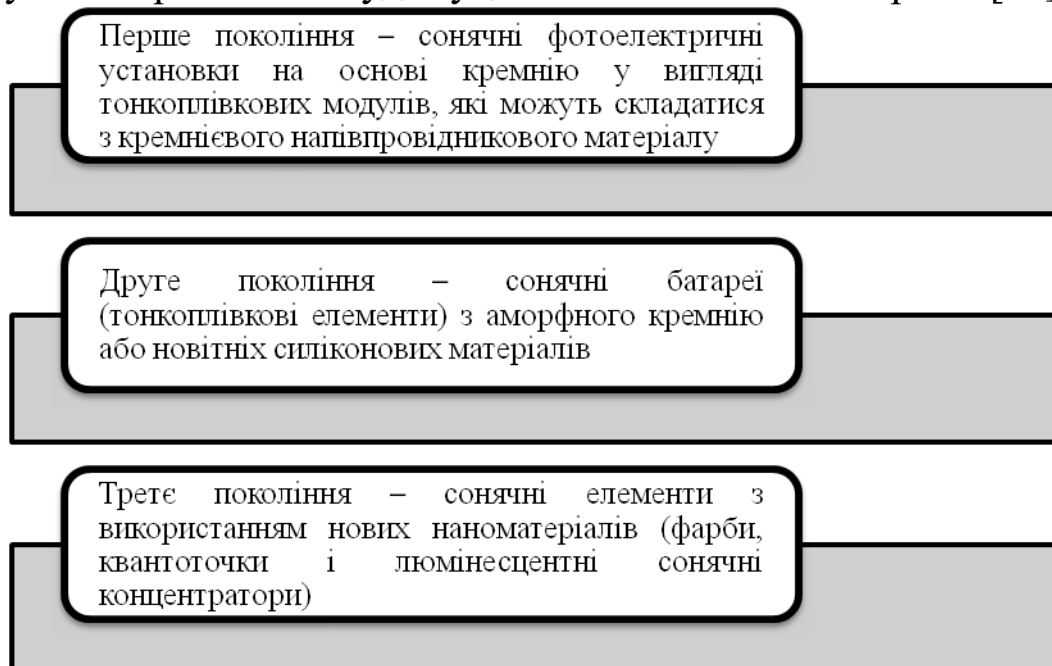 Перше покоління – сонячні фотоелектричні
установки на основі кремнію у вигляді
тонкоплівкових модулів, які можуть складатися
з кремнієвого напівпровідникового матеріалу
Друге покоління – сонячні батареї
(тонкоплівкові елементи) з аморфного кремнію
або новітніх силіконових матеріалів
Третє покоління – сонячні елементи з
використанням нових наноматеріалів (фарби,
квантоточки і люмінесцентні сонячні
концентратори)